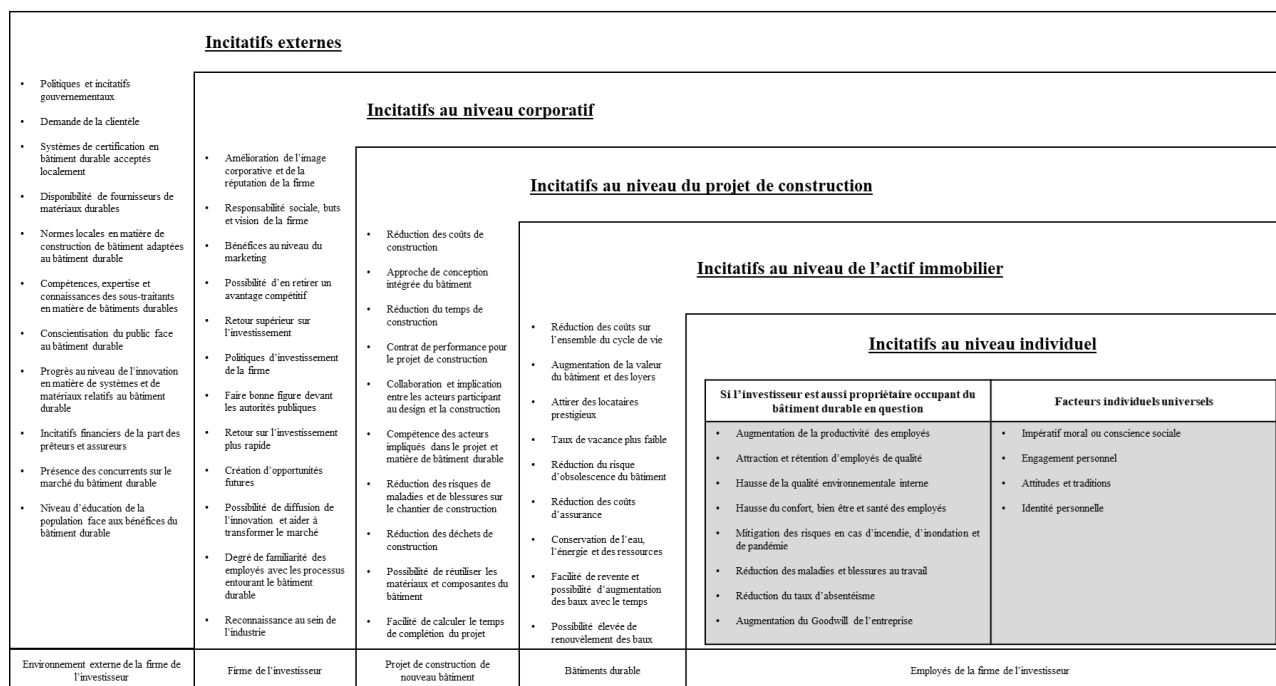 Incitatifs externes
• Politiques et incitatifs
gouvernementaux
• Demande de la clientèle
• Systèmes de certification en
bâtiment durable acceptés
localement
• Disponibilité de fournisseurs de
matériaux durables
• Normes locales en matière de
construction de bâtiment adaptées
au bâtiment durable
• Compétences, expertise et
connaissances des sous-traitants
en matière de bâtiments durables
• Conscientisation du public face
au bâtiment durable
• Progrès au niveau de l'innovation
en matière de systèmes et de
matériaux relatifs au bâtiment
durable
• Incitatifs financiers de la part des
prêteurs et assureurs
• Présence des concurrents sur le
marché du bâtiment durable
• Niveau d'éducation de la
population face aux bénéfices du
bâtiment durable
Incitatifs au niveau corporatif
• Amélioration de l'image
corporative et de la
réputation de la firme
• Responsabilité sociale, buts
et vision de la firme
• Bénéfices au niveau du
marketing
• Possibilité d'en retirer un
avantage compétitif
• Retour supérieur sur
l'investissement
• Politiques d'investissement
de la firme
• Faire bonne figure devant
les autorités publiques
• Retour sur l'investissement
plus rapide
• Création d'opportunités
futures
• Possibilité de diffusion de
l'innovation et aider à
transformer le marché
• Degré de familiarité des
employés avec les processus
entourant le bâtiment
durable
• Reconnaissance au sein de
l'industrie
Incitatifs au niveau du projet de construction
• Réduction des coûts de
construction
• Approche de conception
intégrée du bâtiment
• Réduction du temps de
construction
• Contrat de performance pour
le projet de construction
• Collaboration et implication
entre les acteurs participant
au design et la construction
• Compétence des acteurs
impliqués dans le projet et
matière de bâtiment durable
• Réduction des risques de
maladies et de blessures sur
le chantier de construction
• Réduction des déchets de
construction
• Possibilité de réutiliser les
matériaux et composantes du
bâtiment
• Facilité de calculer le temps
de complétion du projet
Incitatifs au niveau de l'actif immobilier
• Réduction des coûts sur
l'ensemble du cycle de vie
• Augmentation de la valeur
du bâtiment et des loyers
• Attirer des locataires
prestigieux
• Taux de vacance plus faible
• Réduction du risque
d'obsolescence du bâtiment
• Réduction des coûts
d'assurance
• Conservation de l'eau,
l'énergie et des ressources
• Facilité de revente et
possibilité d'augmentation
des baux avec le temps
• Possibilité élevée de
renouvèlement des baux
Incitatifs au niveau individuel
Si l'investisseur est aussi propriétaire occupant du
bâtiment durable en question
• Augmentation de la productivité des employés
• Attraction et rétention d'employés de qualité
• Hausse de la qualité environnementale interne
• Hausse du confort, bien être et santé des employés
• Mitigation des risques en cas d'incendie, d'inondation et
de pandémie
• Réduction des maladies et blessures au travail
• Réduction du taux d'absentéisme
• Augmentation du Goodwill de l'entreprise
Facteurs individuels universels
• Impératif moral ou conscience sociale
• Engagement personnel
• Attitudes et traditions
• Identité personnelle
Environnement externe de la firme de
l'investisseur
Firme de l'investisseur
Projet de construction de
nouveau bâtiment
Bâtiments durable
Employés de la firme de l'investisseur